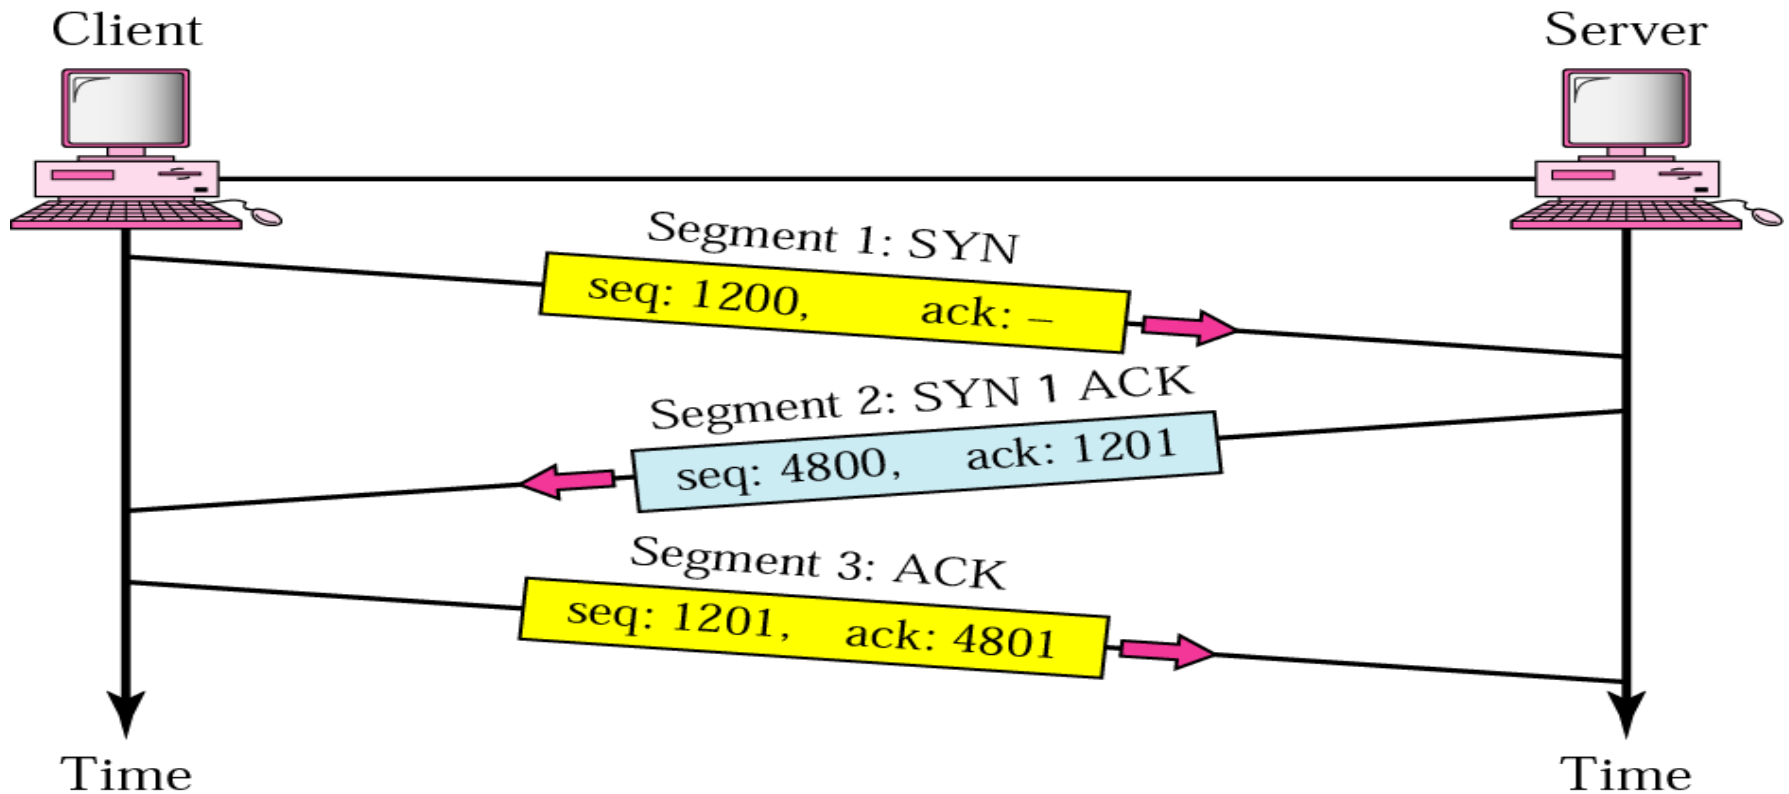 Client
Server
Segment 1: SYN
seq: 1200, ack: –
Segment 2: SYN 1 ACK
seq: 4800, ack: 1201
Segment 3: ACK
seq: 1201, ack: 4801
Time
Time